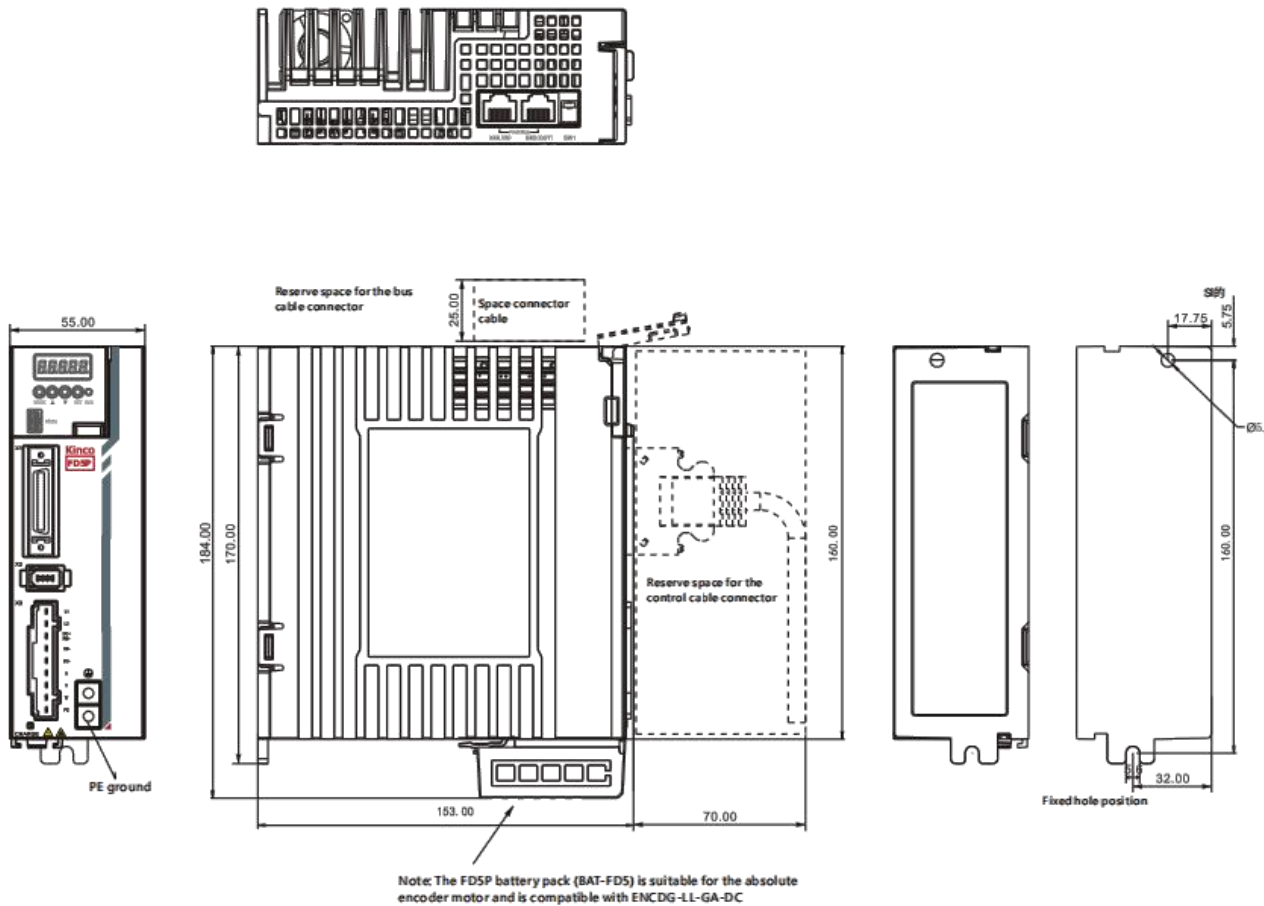 SW1
Reserve space for the bus
cable connector
25.00
Space connector
cable
55.00
17.75
5.75
Kinco
FD5P
X2
184.00
170.00
160.00
160.00
Reserve space for the
control cable connector
CHARGE
PE ground
153.00
70.00
32.00
Fixed hole position
Note: The FD5P battery pack (BAT-FD5) is suitable for the absolute
encoder motor and is compatible with ENCDG-LL-GA-DC